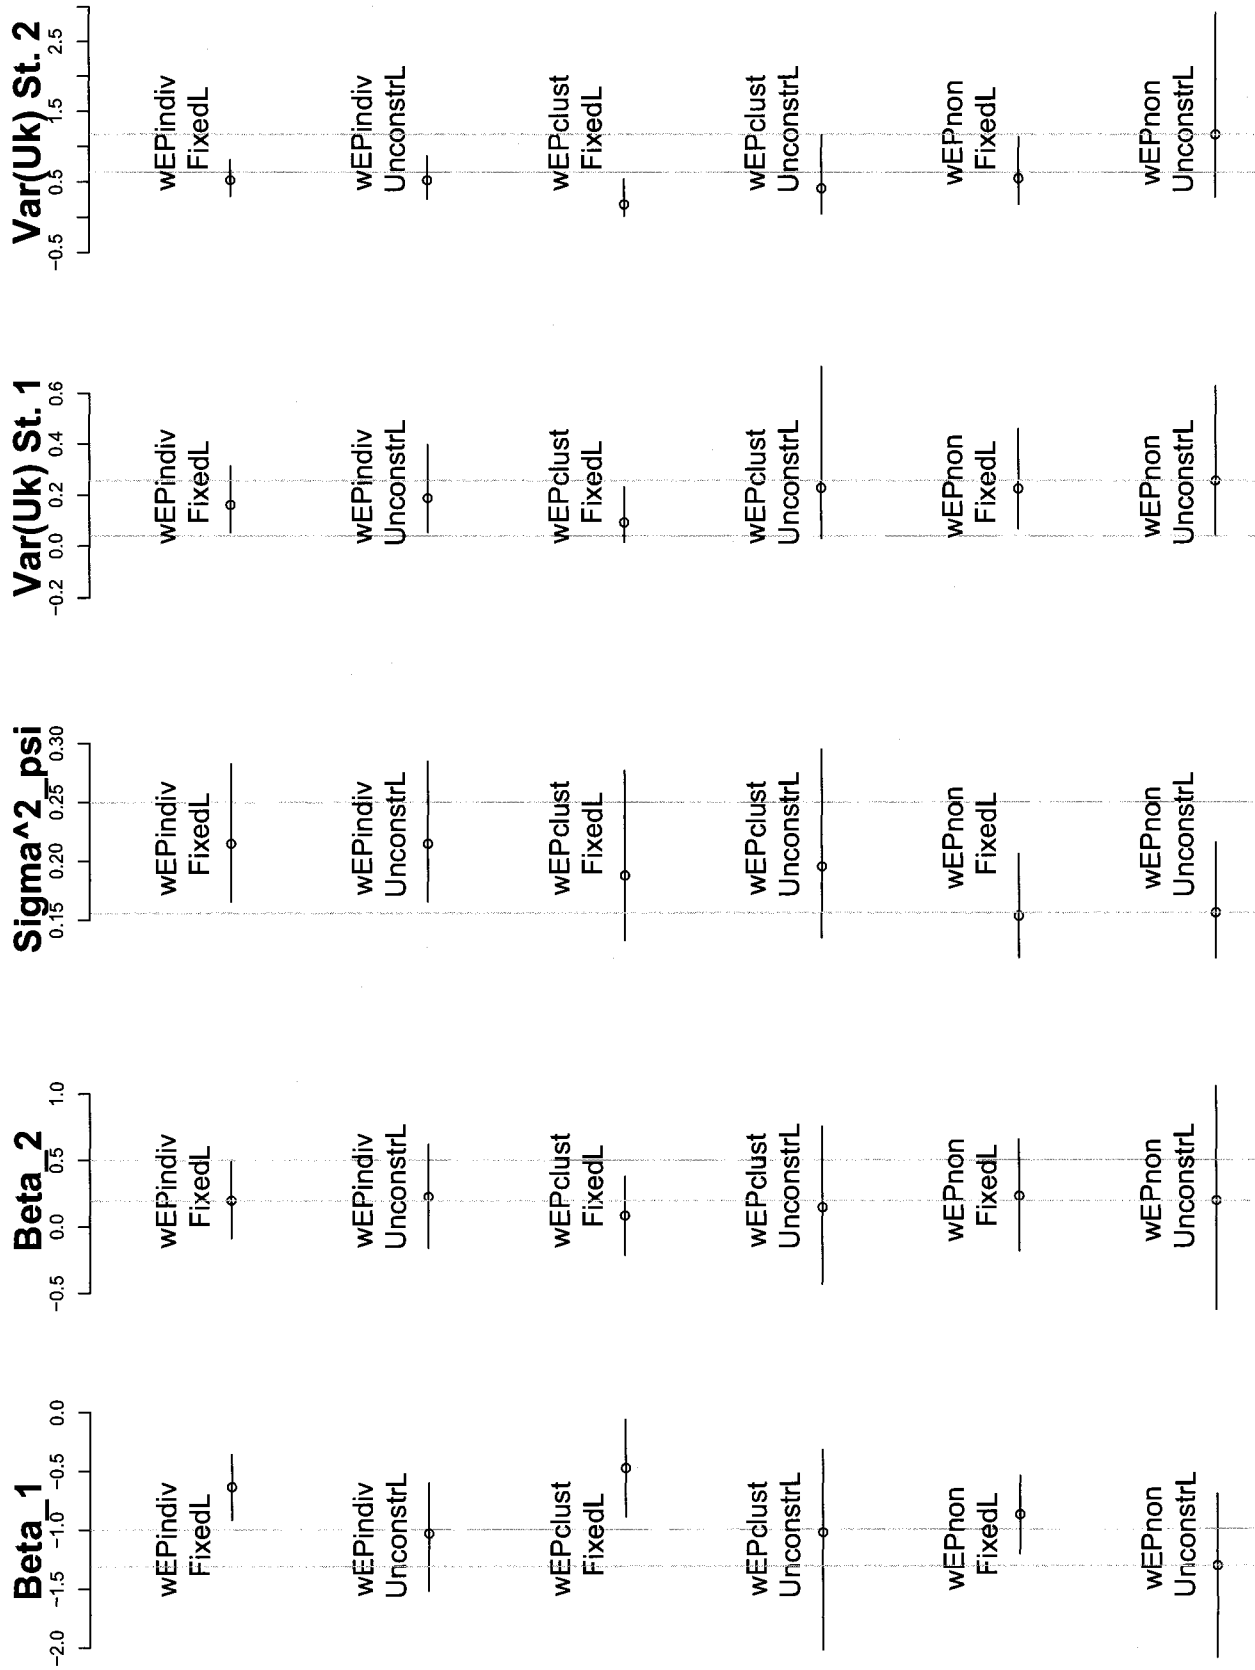 Beta_1
−2.0 −1.5 −1.0 −0.5 0.0
wEPindiv
FixedL
wEPindiv
UnconstrL
wEPclust
FixedL
wEPclust
UnconstrL
wEPnon
FixedL
wEPnon
UnconstrL
Beta_2
−0.5 0.0 0.5 1.0
wEPindiv
FixedL
wEPindiv
UnconstrL
wEPclust
FixedL
wEPclust
UnconstrL
wEPnon
FixedL
wEPnon
UnconstrL
Sigma^2_psi
0.15 0.20 0.25 0.30
wEPindiv
FixedL
wEPindiv
UnconstrL
wEPclust
FixedL
wEPclust
UnconstrL
wEPnon
FixedL
wEPnon
UnconstrL
Var(Uk) St. 1
−0.2 0.0 0.2 0.4 0.6
wEPindiv
FixedL
wEPindiv
UnconstrL
wEPclust
FixedL
wEPclust
UnconstrL
wEPnon
FixedL
wEPnon
UnconstrL
Var(Uk) St. 2
−0.5 0.5 1.5 2.5
wEPindiv
FixedL
wEPindiv
UnconstrL
wEPclust
FixedL
wEPclust
UnconstrL
wEPnon
FixedL
wEPnon
UnconstrL